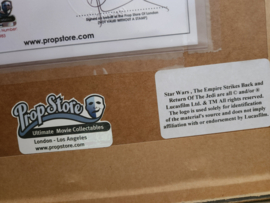 www.propstore.com
Prop Store
Ultimate Movie Collectables
London - Los Angeles
www.propstore.com
Star Wars , The Empire Strikes Back and
Return Of The Jedi are all © and/or ®
Lucasfilm Ltd. & TM All rights reserved.
The logo is used solely for identification
of the material's source and does not imply
affiliation with or endorsement by Lucasfilm.